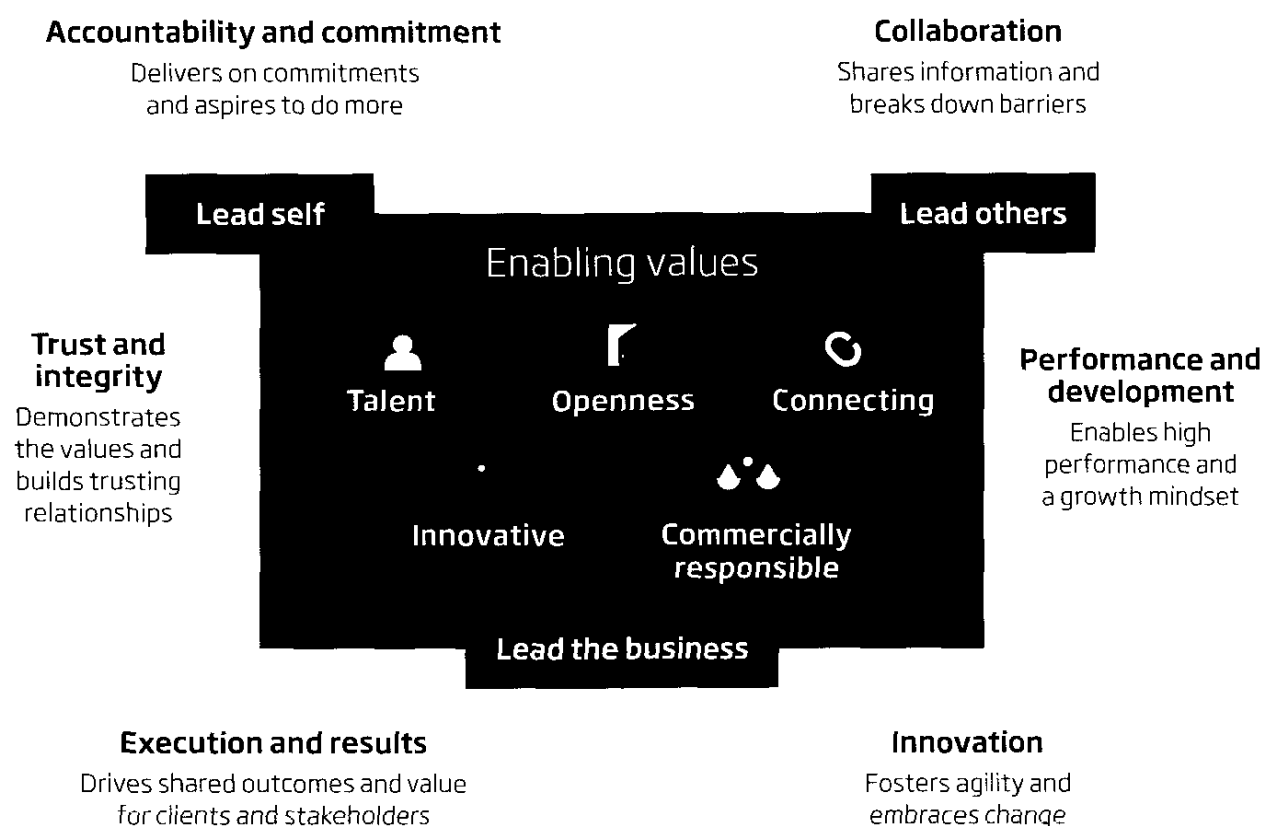 Accountability and commitment
Delivers on commitments
and aspires to do more
Collaboration
Shares information and
breaks down barriers
Lead self
Lead others
Enabling values
Trust and
integrity
Demonstrates
the values and
builds trusting
relationships
Talent
Openness
Connecting
Innovative
Commercially
responsible
Performance and
development
Enables high
performance and
a growth mindset
Lead the business
Execution and results
Drives shared outcomes and value
for clients and stakeholders
Innovation
Fosters agility and
embraces change